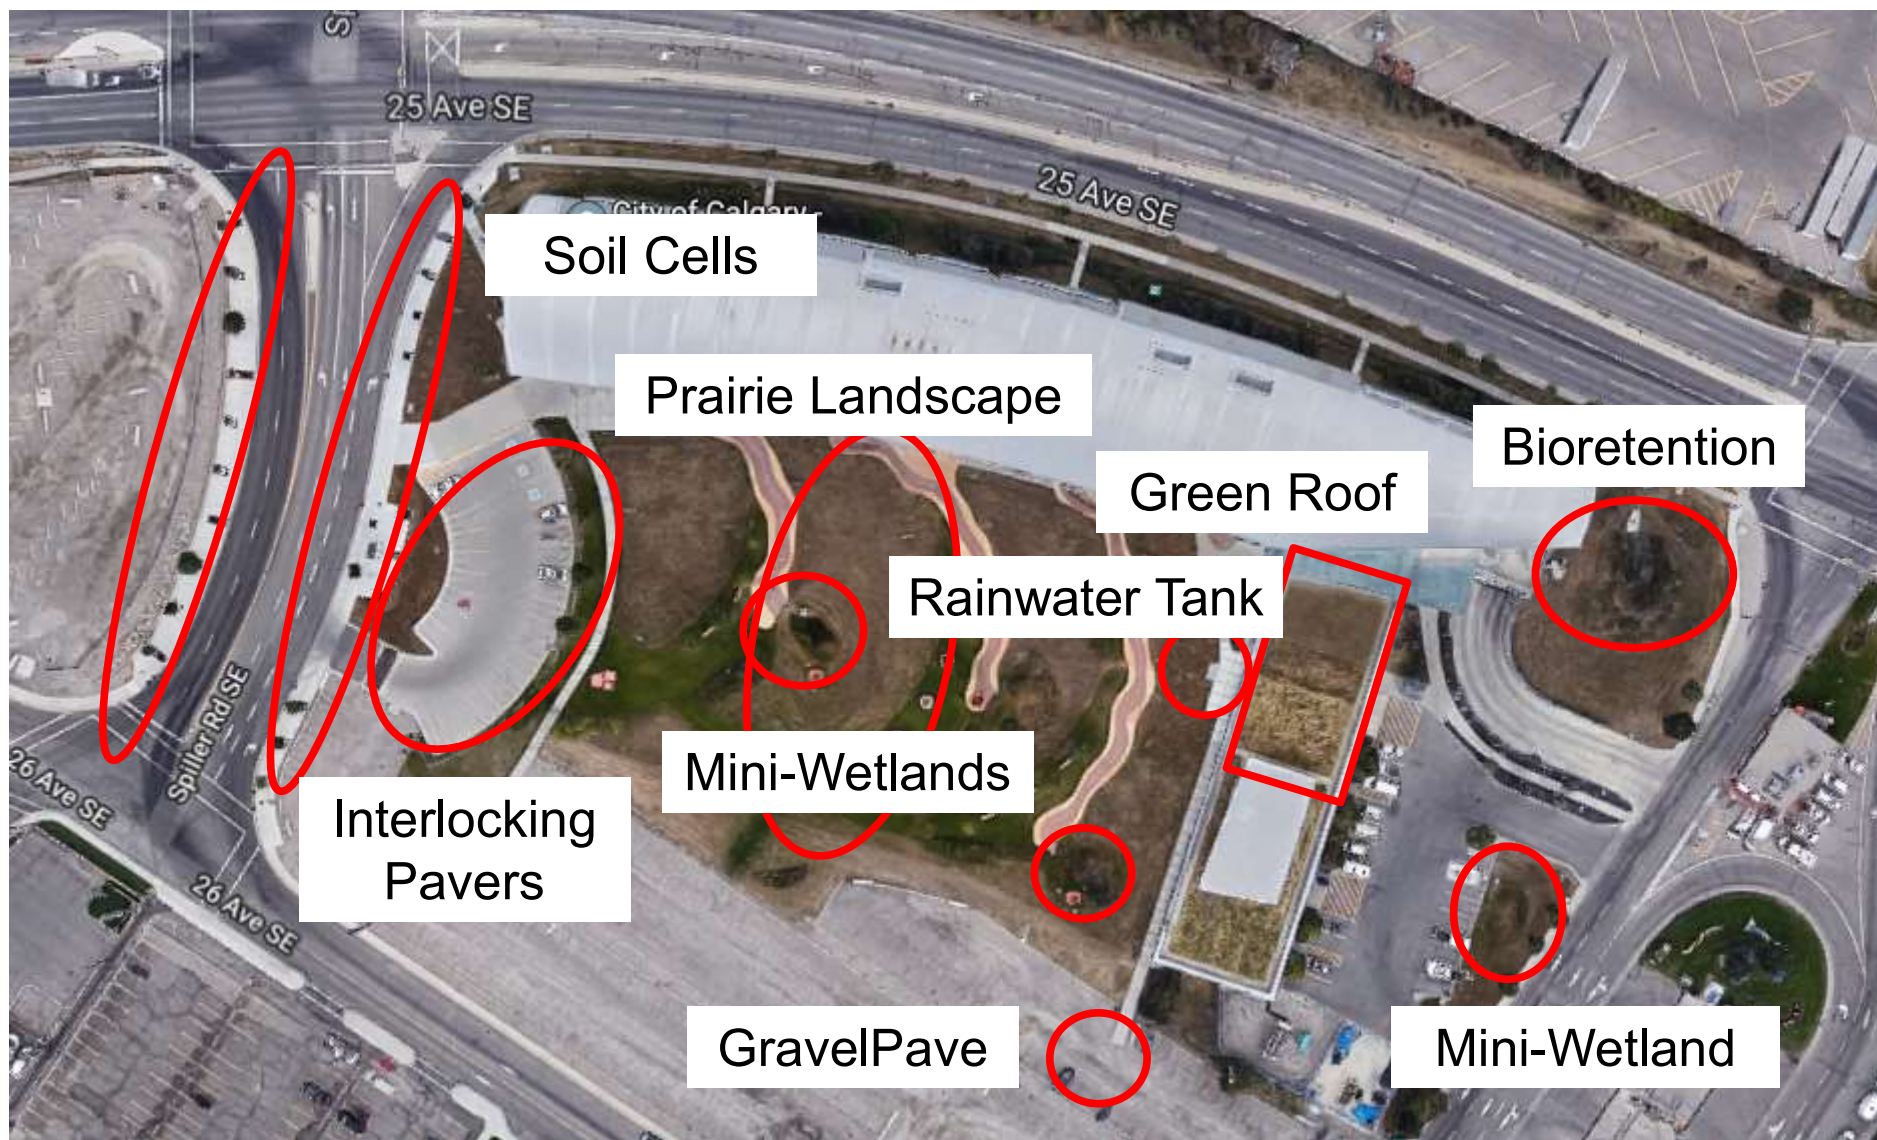 25 Ave SE
25 Ave SE
City of Calgary -
Soil Cells
Prairie Landscape
Bioretention
Green Roof
Rainwater Tank
Spiller Rd SE
Mini-Wetlands
26 Ave SE
Interlocking
Pavers
26 Ave SE
GravelPave
Mini-Wetland